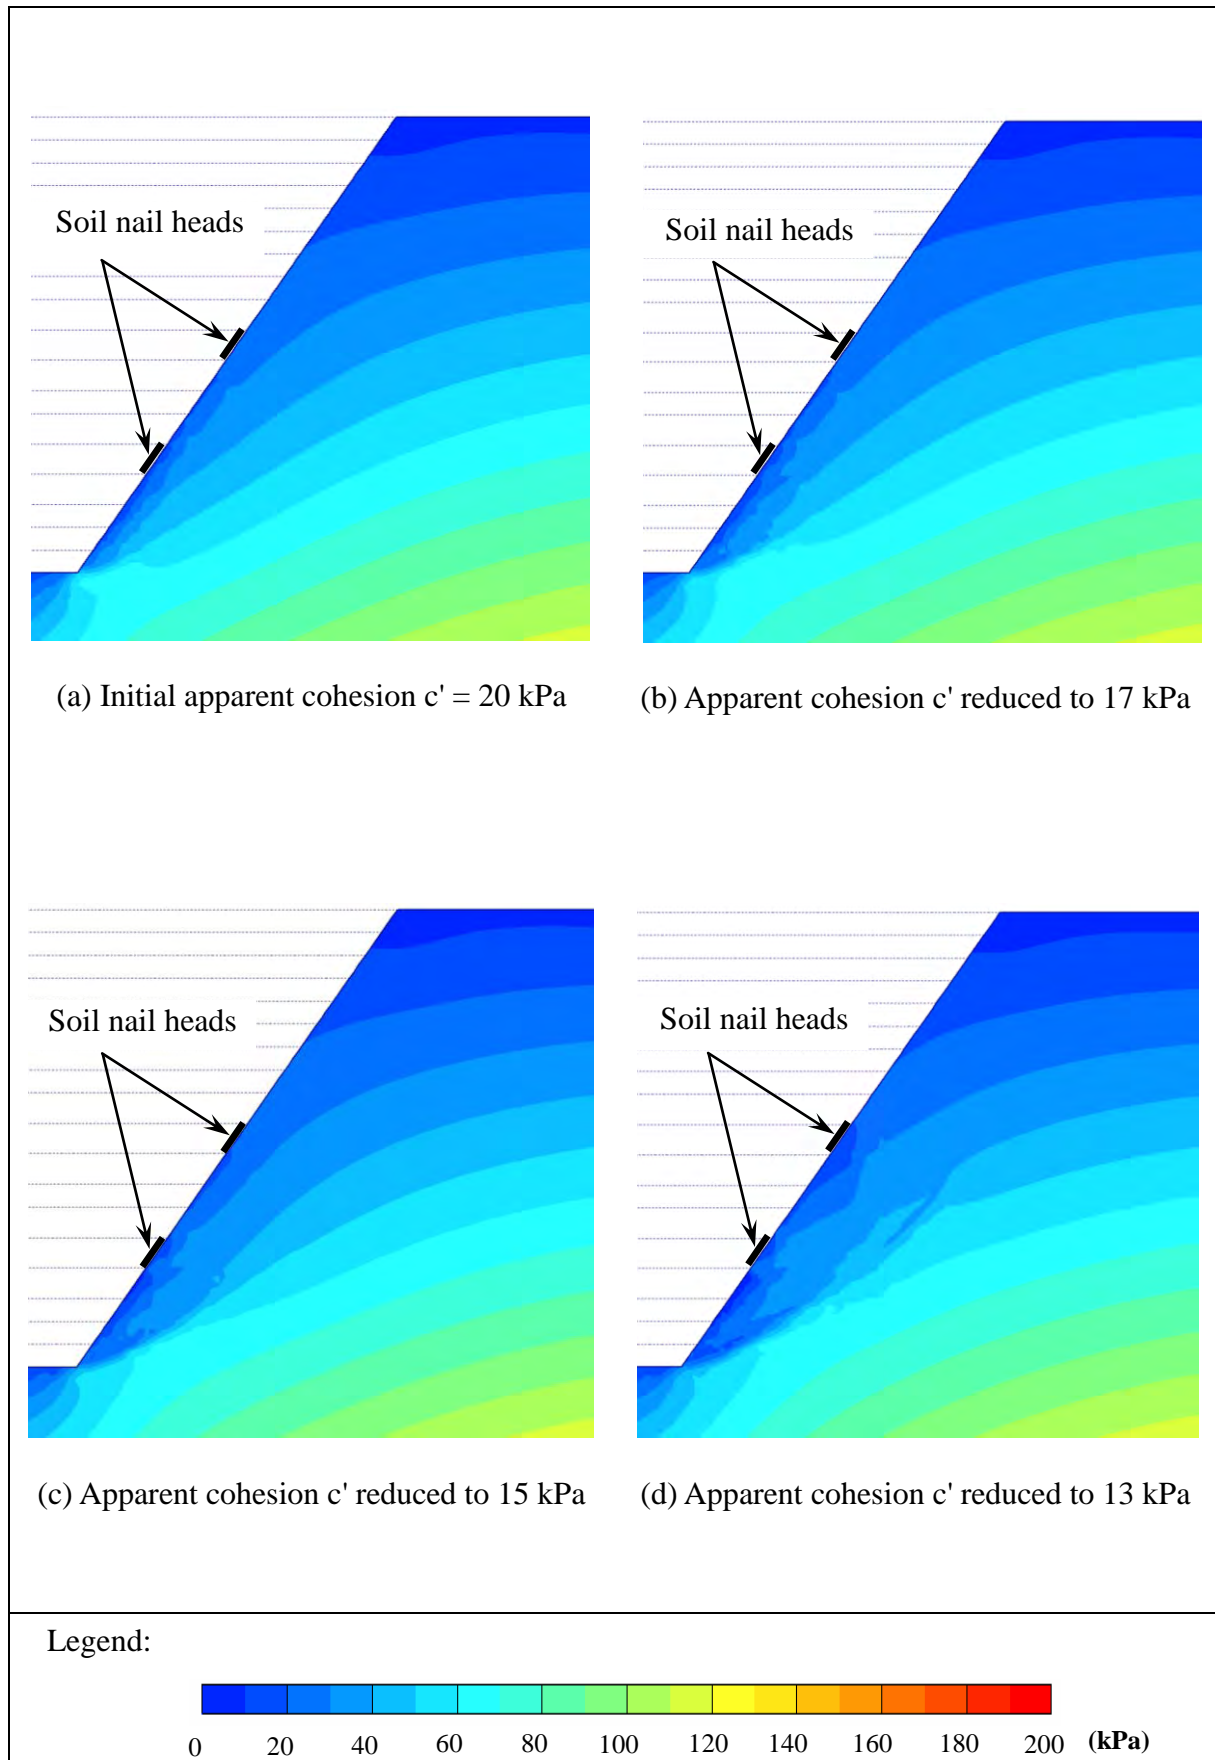 Soil nail heads
Soil nail heads
(a) Initial apparent cohesion c' = 20 kPa
(b) Apparent cohesion c' reduced to 17 kPa
Soil nail heads
Soil nail heads
(c) Apparent cohesion c' reduced to 15 kPa
(d) Apparent cohesion c' reduced to 13 kPa
Legend:
0 20 40 60 80 100 120 140 160 180 200 (kPa)